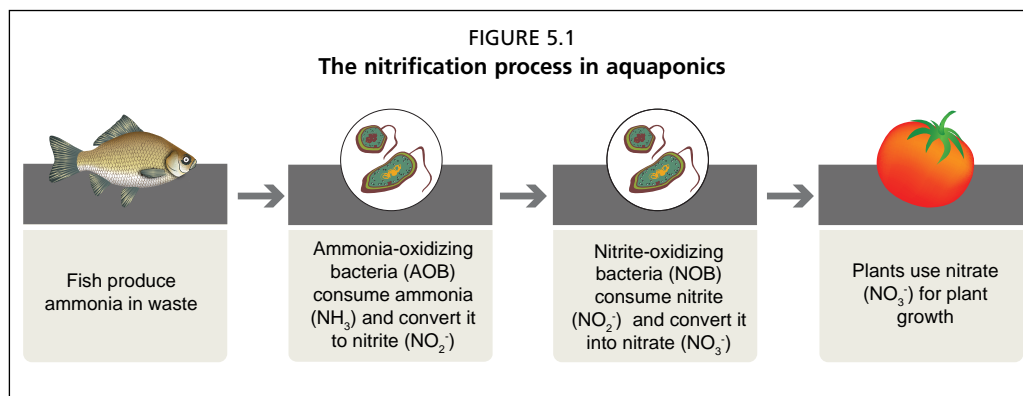 FIGURE 5.1
The nitrification process in aquaponics
Fish produce
ammonia in waste
Ammonia-oxidizing
bacteria (AOB)
consume ammonia
(NH₃) and convert it
to nitrite (NO₂⁻)
Nitrite-oxidizing
bacteria (NOB)
consume nitrite
(NO₂⁻) and convert it
into nitrate (NO₃⁻)
Plants use nitrate
(NO₃⁻) for plant
growth